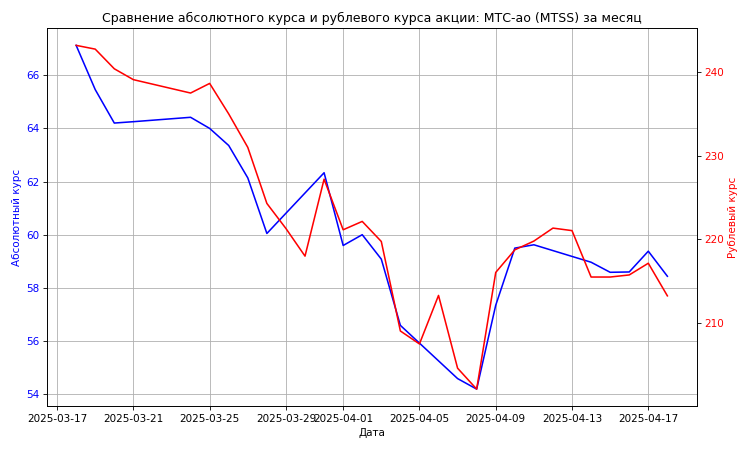 Сравнение абсолютного курса и рублевого курса акции: МТС-ао (MTSS) за месяц
Абсолютный курс
66
64
62
60
58
56
54
240
230
220
210
Рублевый курс
2025-03-17 2025-03-21 2025-03-25 2025-03-29 2025-04-01 2025-04-05 2025-04-09 2025-04-13 2025-04-17
Дата